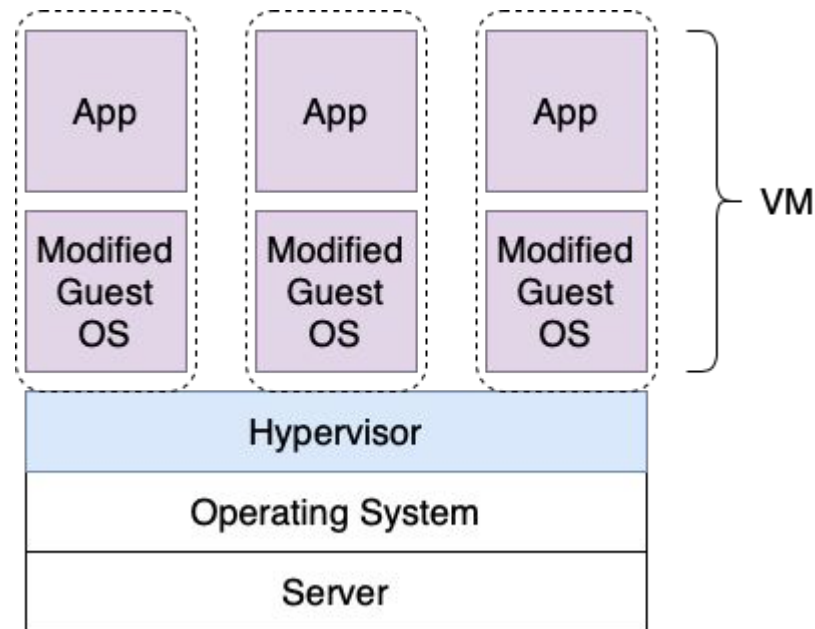 App
App
App
VM
Modified
Guest
OS
Modified
Guest
OS
Modified
Guest
OS
Hypervisor
Operating System
Server